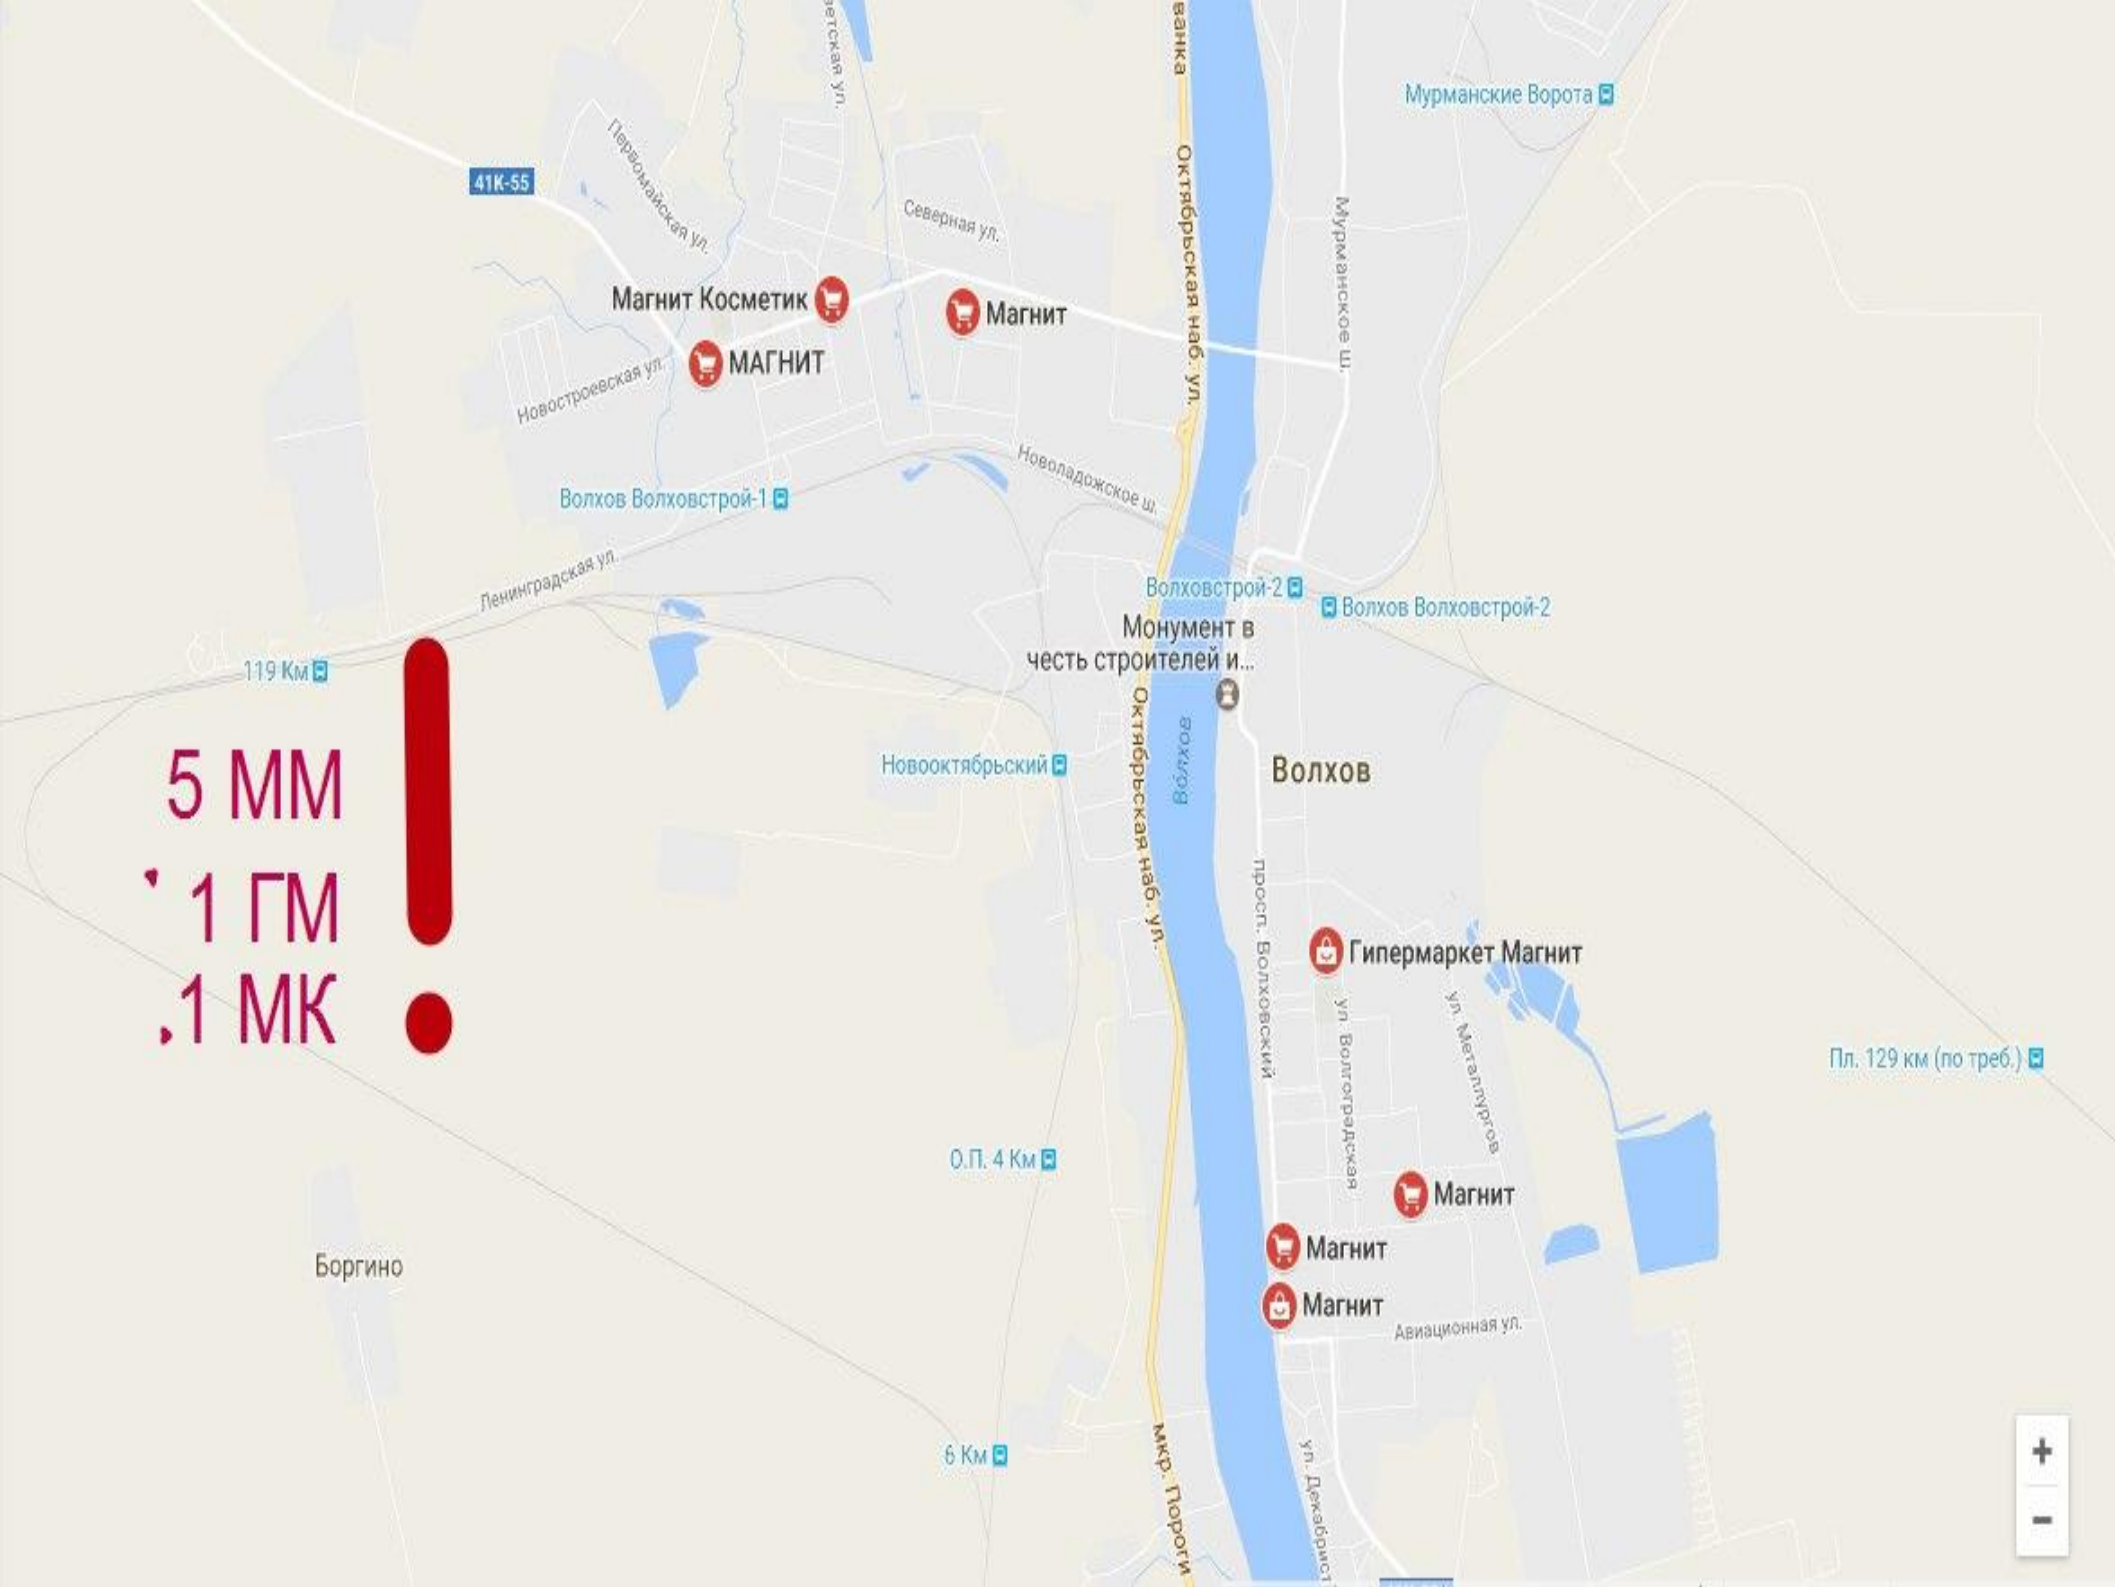 ванка
Мурманские Ворота
41К-55
Первомайская ул.
Северная ул.
Октябрьская наб. ул.
Мурманское ш.
Магнит Косметик
Магнит
МАГНИТ
Новостроевская ул.
Новоладожское ш.
Волхов Волховстрой-1
Ленинградская ул.
Волховстрой-2
Волхов Волховстрой-2
Монумент в
честь строителей и...
119 Км
5 ММ
1 ГМ
1 МК
Новооктябрьский
Октябрьская наб. ул.
Волхов
Волхов
просп. Волховский
Гипермаркет Магнит
ул. Волгоградская
ул. Металлургов
Пл. 129 км (по треб.)
О.П. 4 Км
Магнит
Магнит
Магнит
Авиационная ул.
Боргино
6 Км
мкр. Пороги
ул. Декабрист
+
−